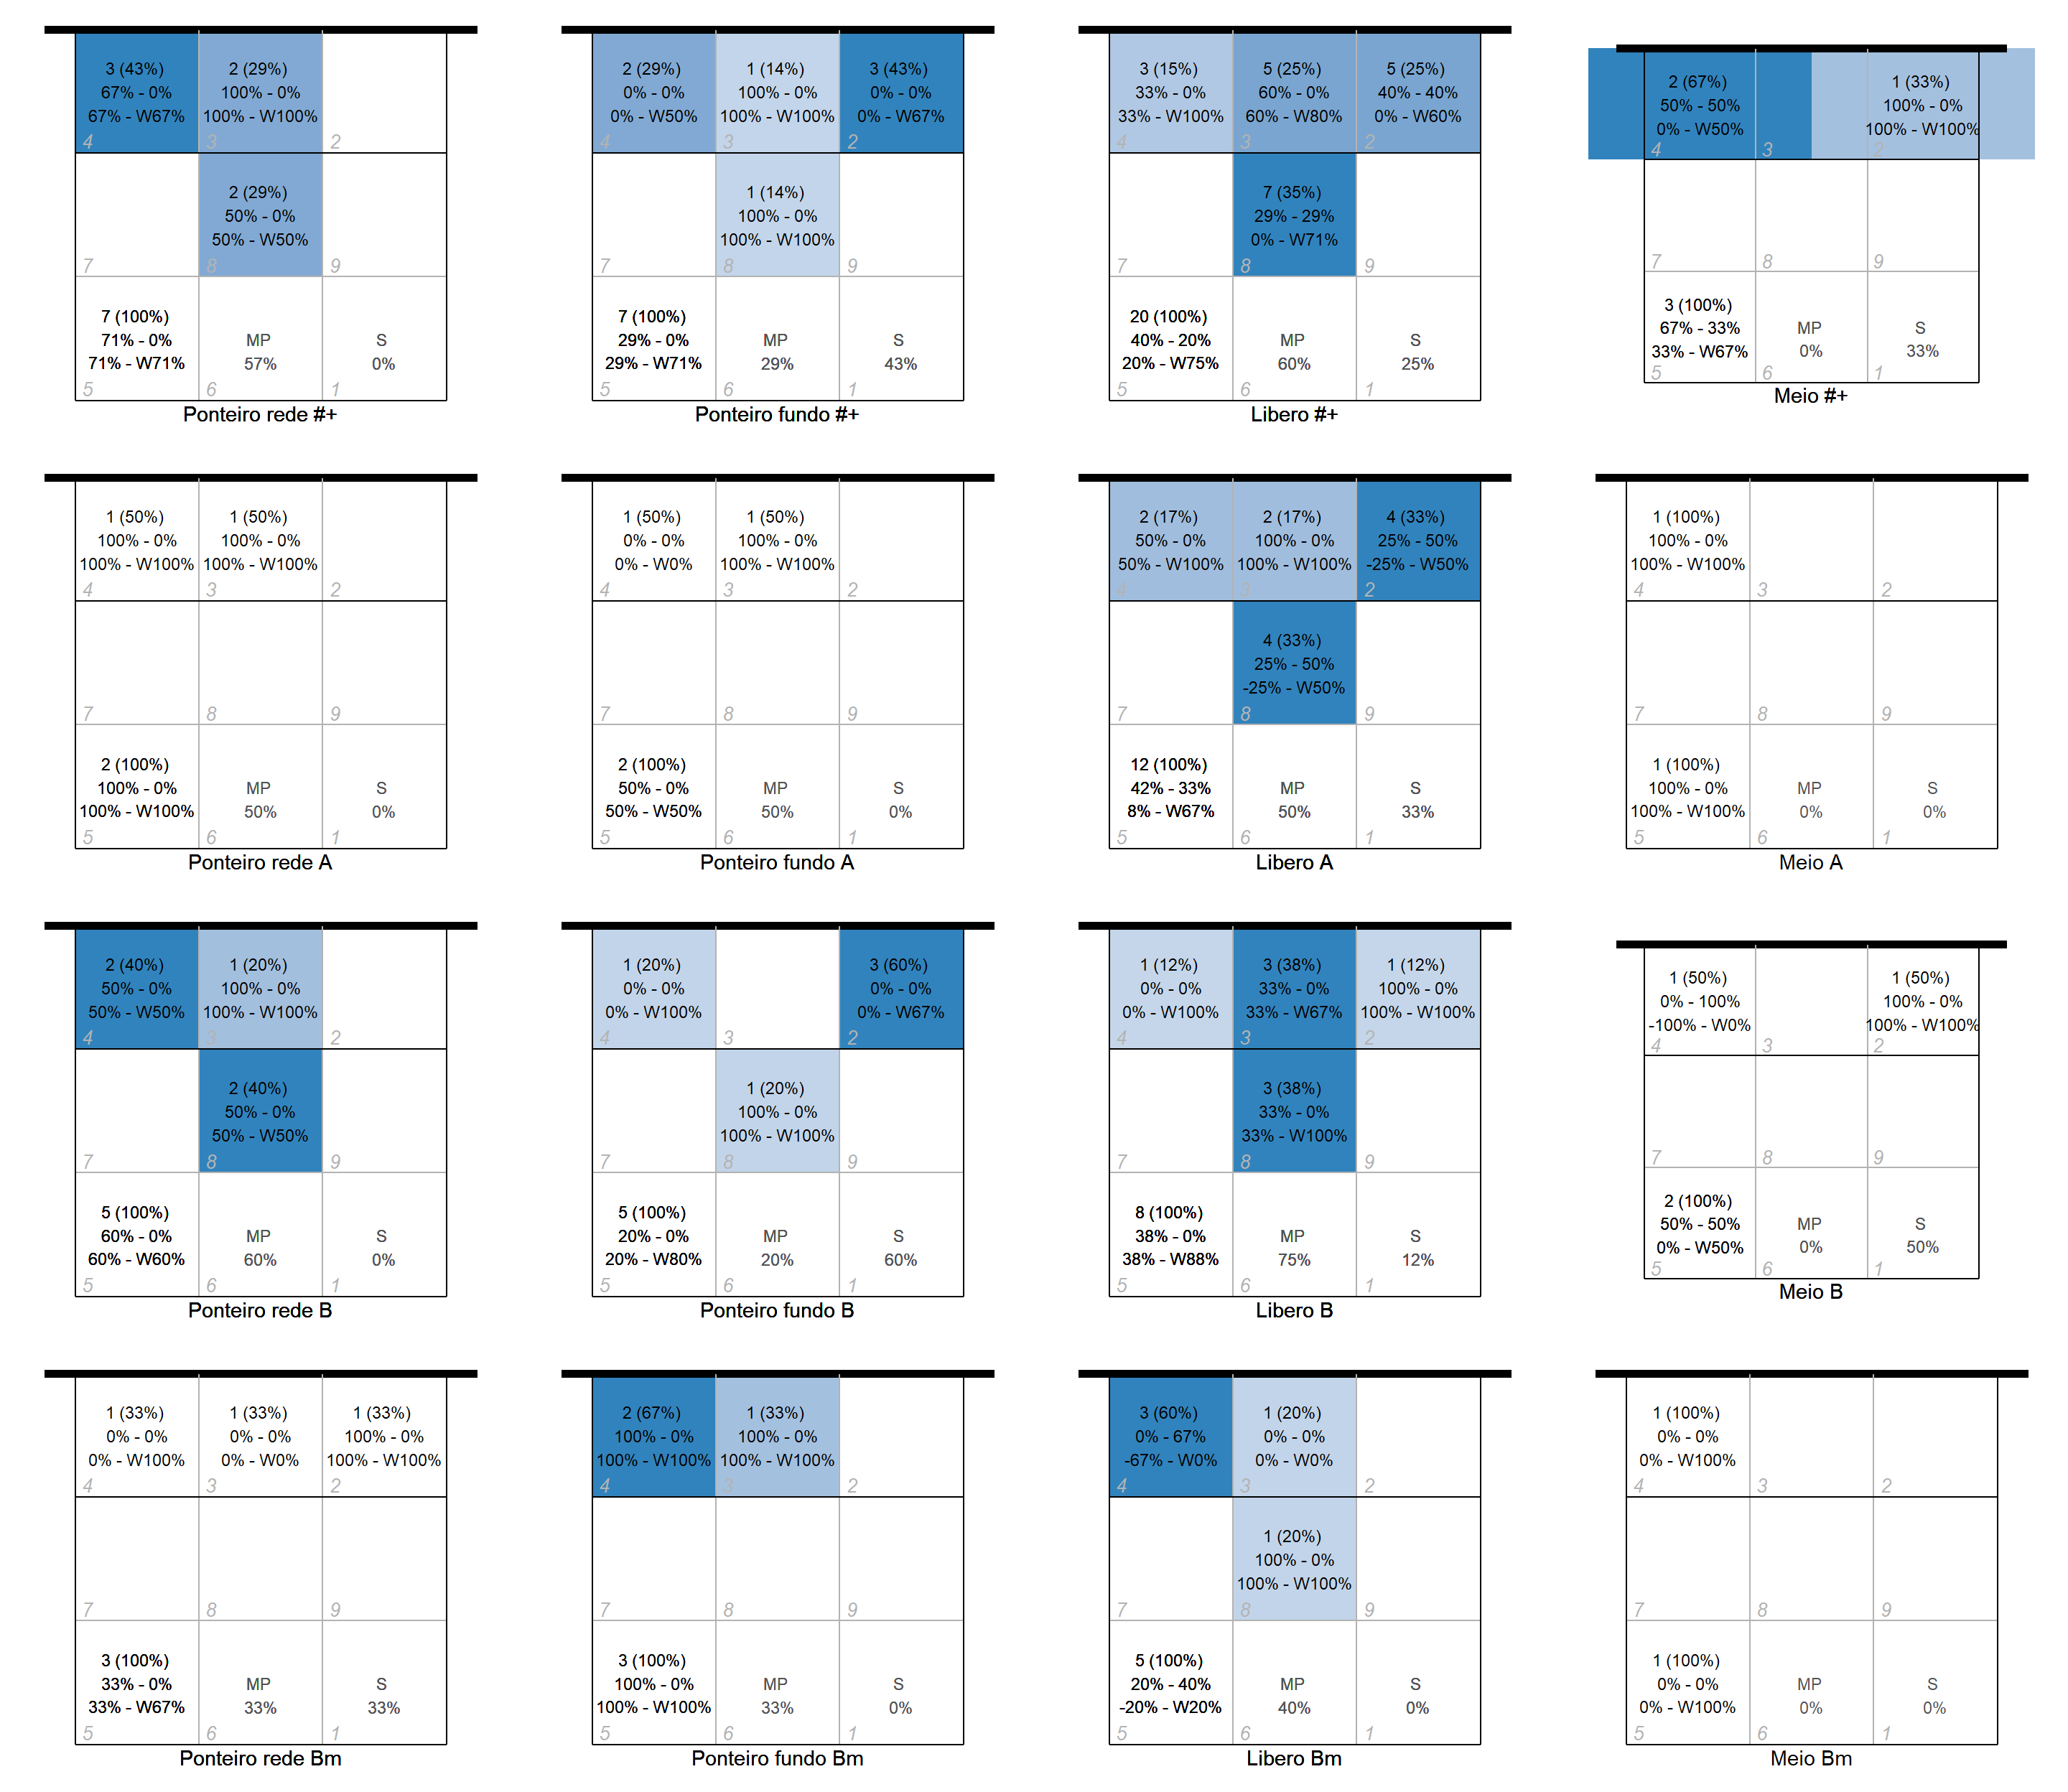 3 (43%)
67% - 0%
67% - W67%
4
2 (29%)
100% - 0%
100% - W100%
3
2
7
2 (29%)
50% - 0%
50% - W50%
8
9
7 (100%)
71% - 0%
71% - W71%
5
MP
57%
6
S
0%
1
Ponteiro rede #+
2 (29%)
0% - 0%
0% - W50%
4
1 (14%)
100% - 0%
100% - W100%
3
3 (43%)
0% - 0%
0% - W67%
2
7
1 (14%)
100% - 0%
100% - W100%
8
9
7 (100%)
29% - 0%
29% - W71%
5
MP
29%
6
S
43%
1
Ponteiro fundo #+
3 (15%)
33% - 0%
33% - W100%
4
5 (25%)
60% - 0%
60% - W80%
3
5 (25%)
40% - 40%
0% - W60%
2
7
7 (35%)
29% - 29%
0% - W71%
8
9
20 (100%)
40% - 20%
20% - W75%
5
MP
60%
6
S
25%
1
Libero #+
2 (67%)
50% - 50%
0% - W50%
4
3
1 (33%)
100% - 0%
100% - W100%
2
7
8
9
3 (100%)
67% - 33%
33% - W67%
5
MP
0%
6
S
33%
1
Meio #+
1 (50%)
100% - 0%
100% - W100%
4
1 (50%)
100% - 0%
100% - W100%
3
2
7
8
9
2 (100%)
100% - 0%
100% - W100%
5
MP
50%
6
S
0%
1
Ponteiro rede A
1 (50%)
0% - 0%
0% - W0%
4
1 (50%)
100% - 0%
100% - W100%
3
2
7
8
9
2 (100%)
50% - 0%
50% - W50%
5
MP
50%
6
S
0%
1
Ponteiro fundo A
2 (17%)
50% - 0%
50% - W100%
4
2 (17%)
100% - 0%
100% - W100%
3
4 (33%)
25% - 50%
-25% - W50%
2
7
4 (33%)
25% - 50%
-25% - W50%
8
9
12 (100%)
42% - 33%
8% - W67%
5
MP
50%
6
S
33%
1
Libero A
1 (100%)
100% - 0%
100% - W100%
4
3
2
7
8
9
1 (100%)
100% - 0%
100% - W100%
5
MP
0%
6
S
0%
1
Meio A
2 (40%)
50% - 0%
50% - W50%
4
1 (20%)
100% - 0%
100% - W100%
3
2
7
2 (40%)
50% - 0%
50% - W50%
8
9
5 (100%)
60% - 0%
60% - W60%
5
MP
60%
6
S
0%
1
Ponteiro rede B
1 (20%)
0% - 0%
0% - W100%
4
3
3 (60%)
0% - 0%
0% - W67%
2
7
1 (20%)
100% - 0%
100% - W100%
8
9
5 (100%)
20% - 0%
20% - W80%
5
MP
20%
6
S
60%
1
Ponteiro fundo B
1 (12%)
0% - 0%
0% - W100%
4
3 (38%)
33% - 0%
33% - W67%
3
1 (12%)
100% - 0%
100% - W100%
2
7
3 (38%)
33% - 0%
33% - W100%
8
9
8 (100%)
38% - 0%
38% - W88%
5
MP
75%
6
S
12%
1
Libero B
1 (50%)
0% - 100%
-100% - W0%
4
3
1 (50%)
100% - 0%
100% - W100%
2
7
8
9
2 (100%)
50% - 50%
0% - W50%
5
MP
0%
6
S
50%
1
Meio B
1 (33%)
0% - 0%
0% - W100%
4
1 (33%)
0% - 0%
0% - W0%
3
1 (33%)
100% - 0%
100% - W100%
2
7
8
9
3 (100%)
33% - 0%
33% - W67%
5
MP
33%
6
S
33%
1
Ponteiro rede Bm
2 (67%)
100% - 0%
100% - W100%
4
1 (33%)
100% - 0%
100% - W100%
3
2
7
8
9
3 (100%)
100% - 0%
100% - W100%
5
MP
33%
6
S
0%
1
Ponteiro fundo Bm
3 (60%)
0% - 67%
-67% - W0%
4
1 (20%)
0% - 0%
0% - W0%
3
2
7
1 (20%)
100% - 0%
100% - W100%
8
9
5 (100%)
20% - 40%
-20% - W20%
5
MP
40%
6
S
0%
1
Libero Bm
1 (100%)
0% - 0%
0% - W100%
4
3
2
7
8
9
1 (100%)
0% - 0%
0% - W100%
5
MP
0%
6
S
0%
1
Meio Bm